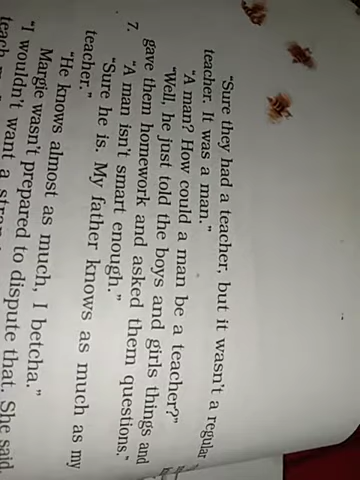 "Sure they had a teacher, but it wasn't a regular
teacher. It was a man."
"A man? How could a man be a teacher?"
"Well, he just told the boys and girls things and
gave them homework and asked them questions."
7. "A man isn't smart enough."
"Sure he is. My father knows as much as my
teacher."
"He knows almost as much, I betcha."
Margie wasn't prepared to dispute that. She said,
"I wouldn't want a